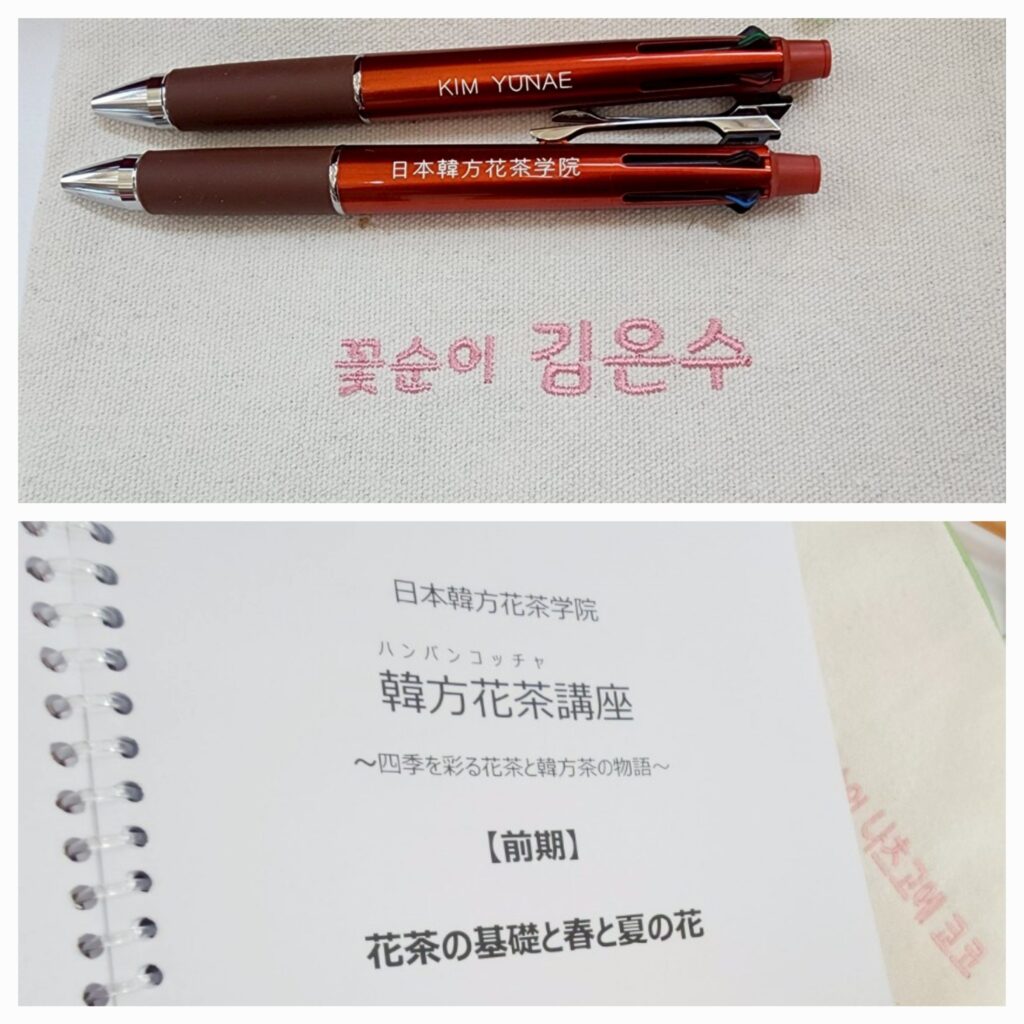 KIM YUNAE
日本韓方花茶学院
꽃순이 김은수
日本韓方花茶学院
ハンバンコッチャ
韓方花茶講座
~四季を彩る花茶と韓方茶の物語~
【前期】
花茶の基礎と春と夏の花